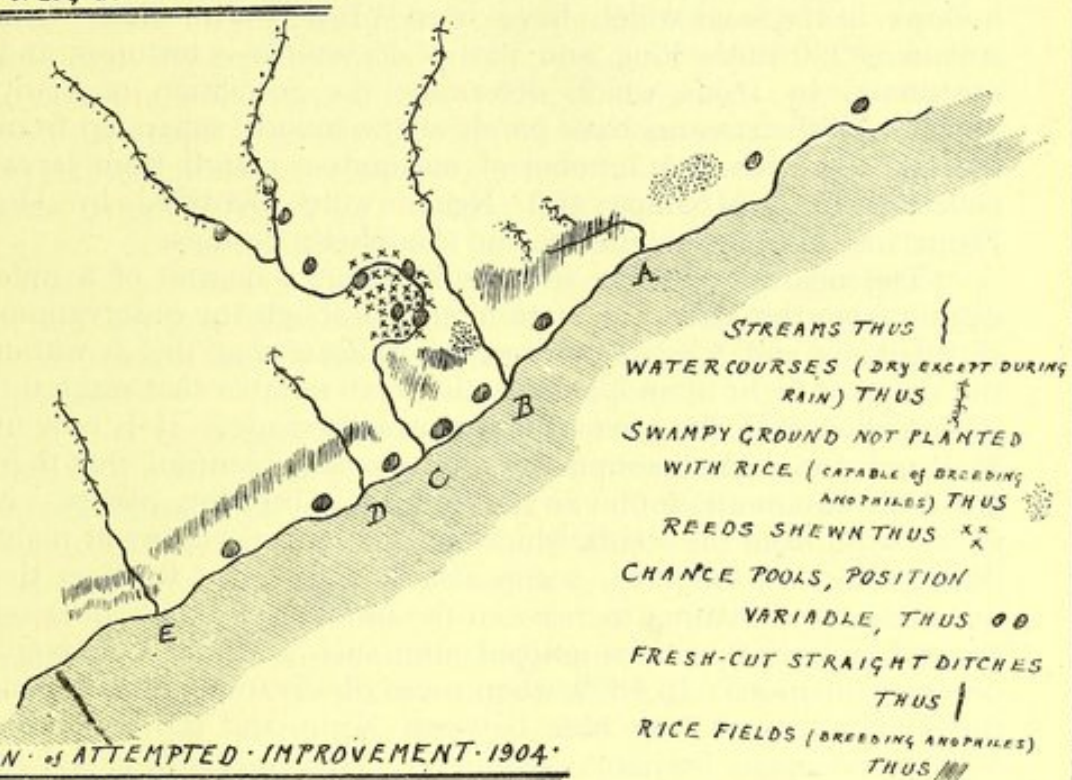 A
STREAMS THUS
WATERCOURSES (DRY EXCEPT DURING
RAIN) THUS
B
SWAMPY GROUND NOT PLANTED
WITH RICE (CAPABLE of BREEDING
ANOPHILES) THUS
C
REEDS SHEWN THUS
D
CHANCE POOLS, POSITION
VARIABLE, THUS
E
FRESH-CUT STRAIGHT DITCHES
THUS
RICE FIELDS (BREEDING ANOPHILES)
THUS
N · of ATTEMPTED · IMPROVEMENT · 1904 ·